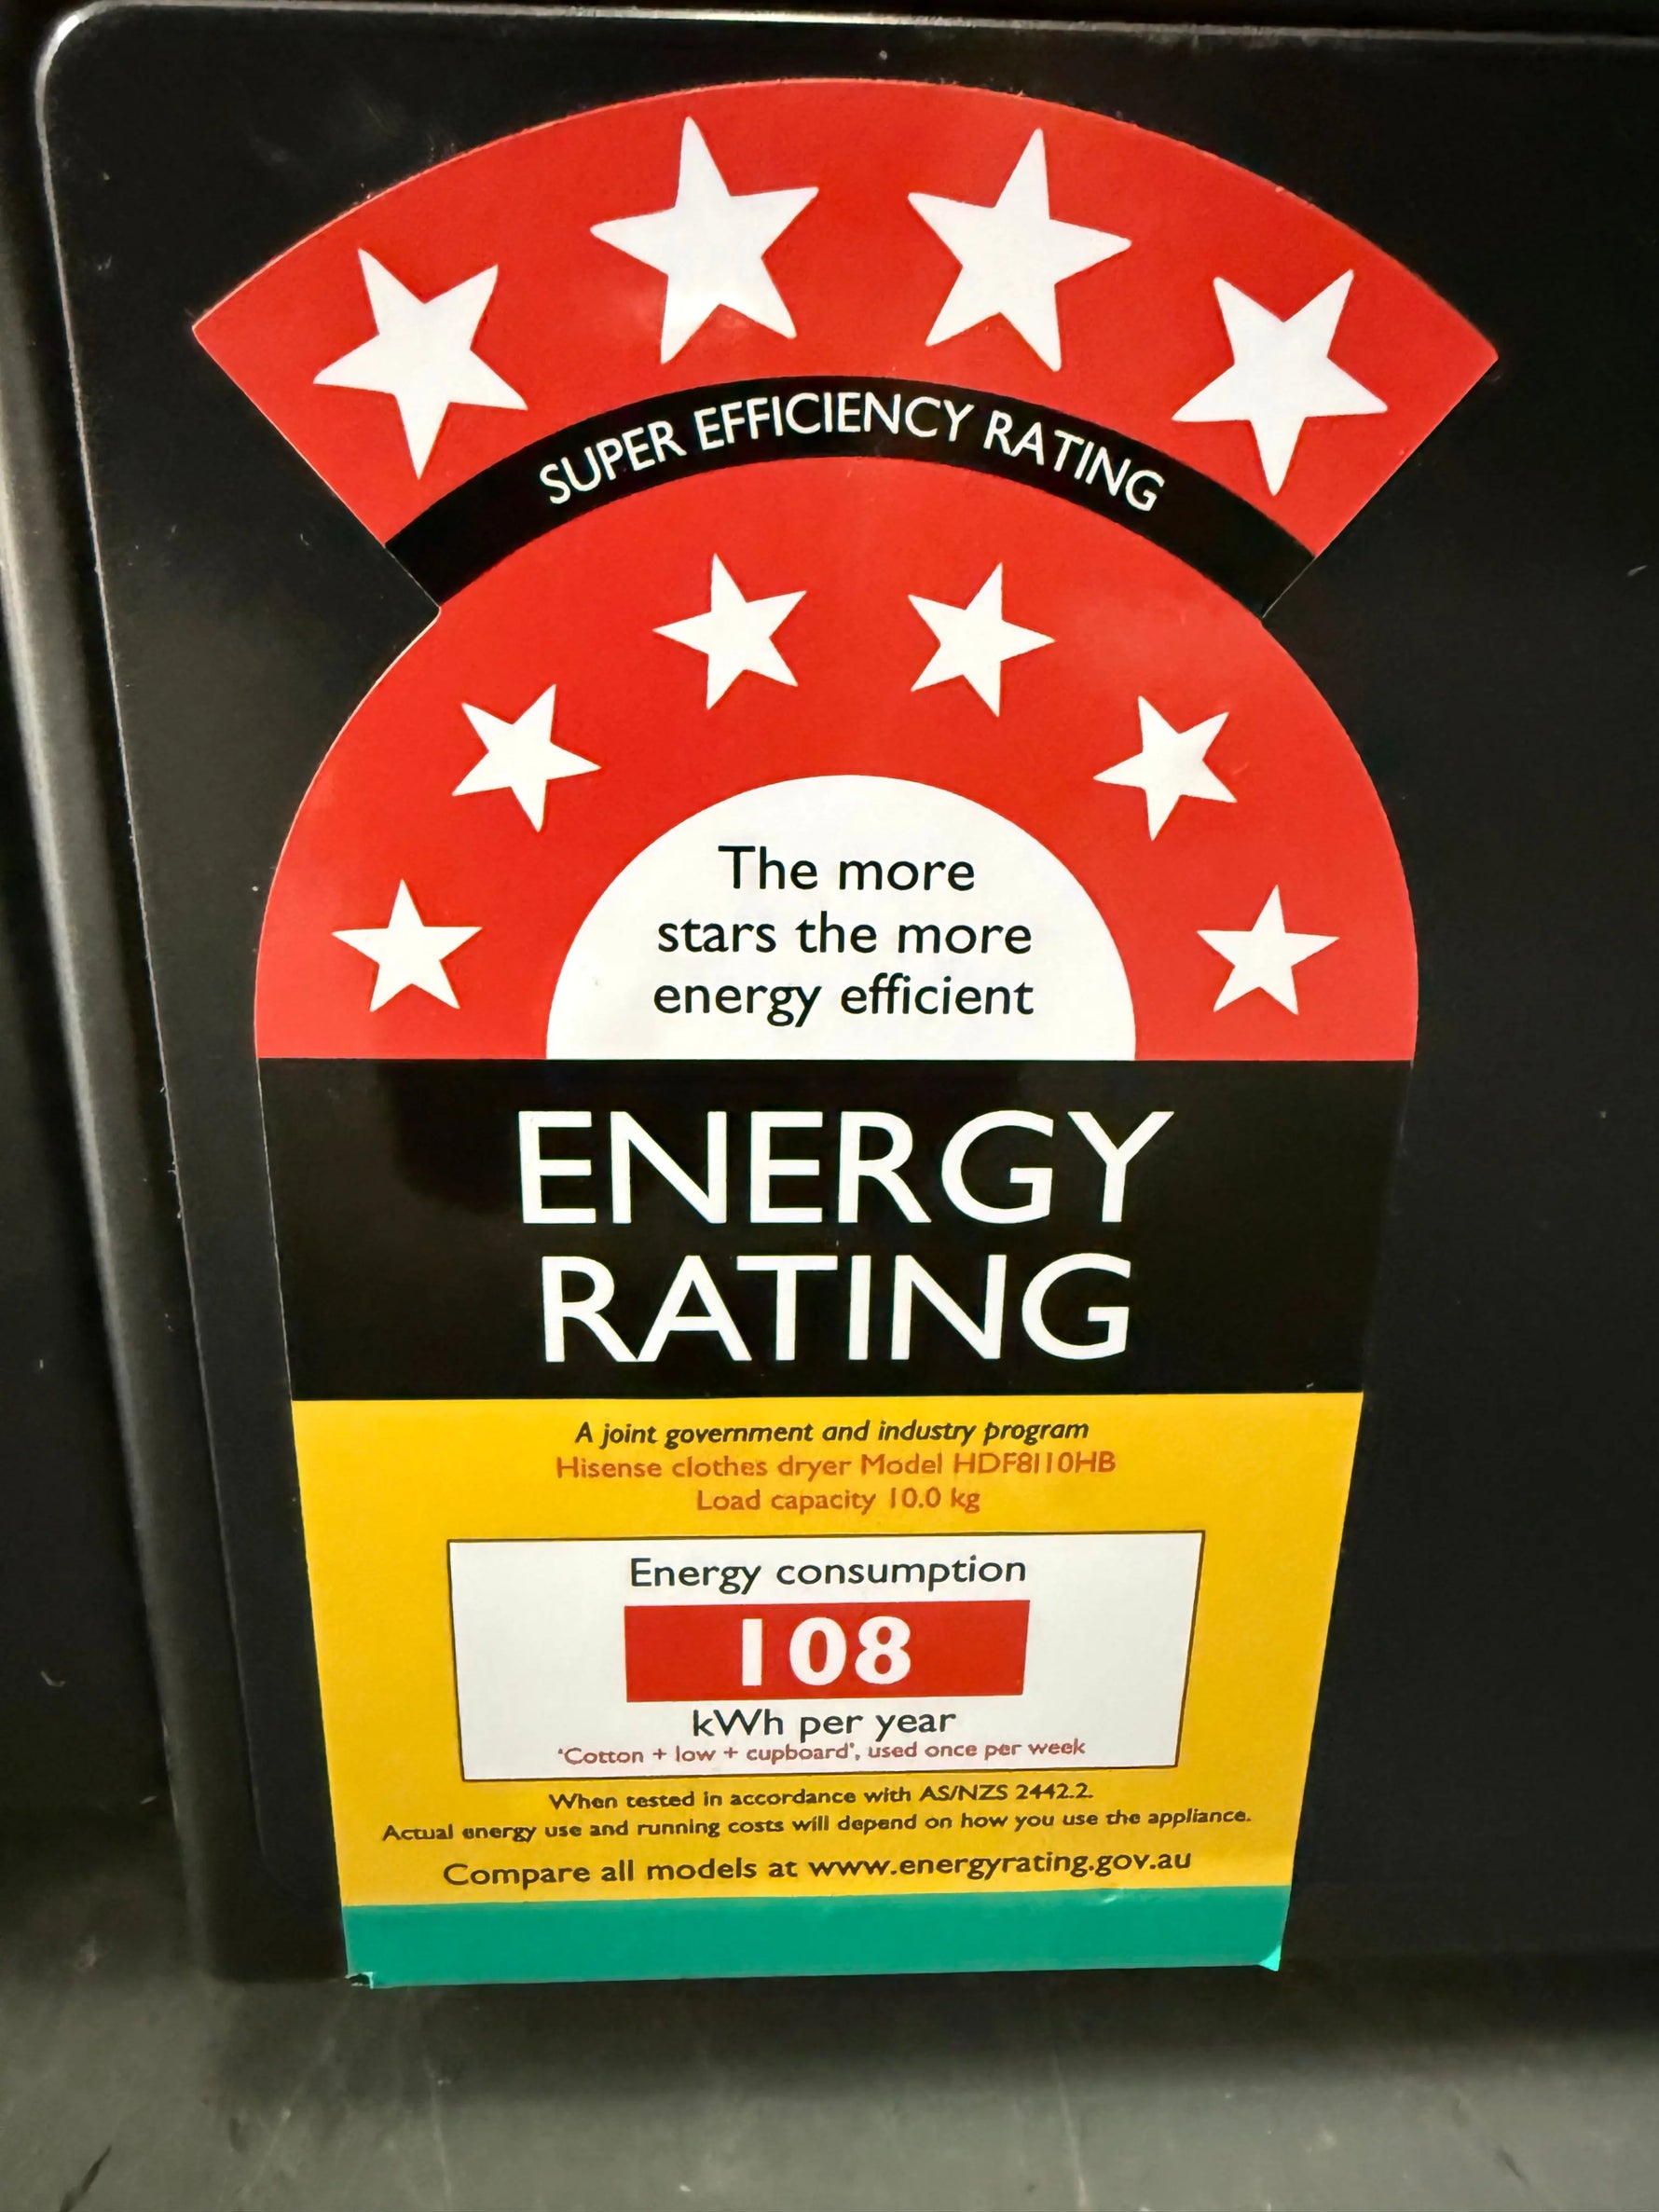 SUPER EFFICIENCY RATING
The more
stars the more
energy efficient
ENERGY
RATING
A joint government and industry program
Hisense clothes dryer Model HDF8I10HB
Load capacity 10.0 kg
Energy consumption
108
kWh per year
'Cotton + low + cupboard', used once per week
When tested in accordance with AS/NZS 2442.2.
Actual energy use and running costs will depend on how you use the appliance.
Compare all models at www.energyrating.gov.au